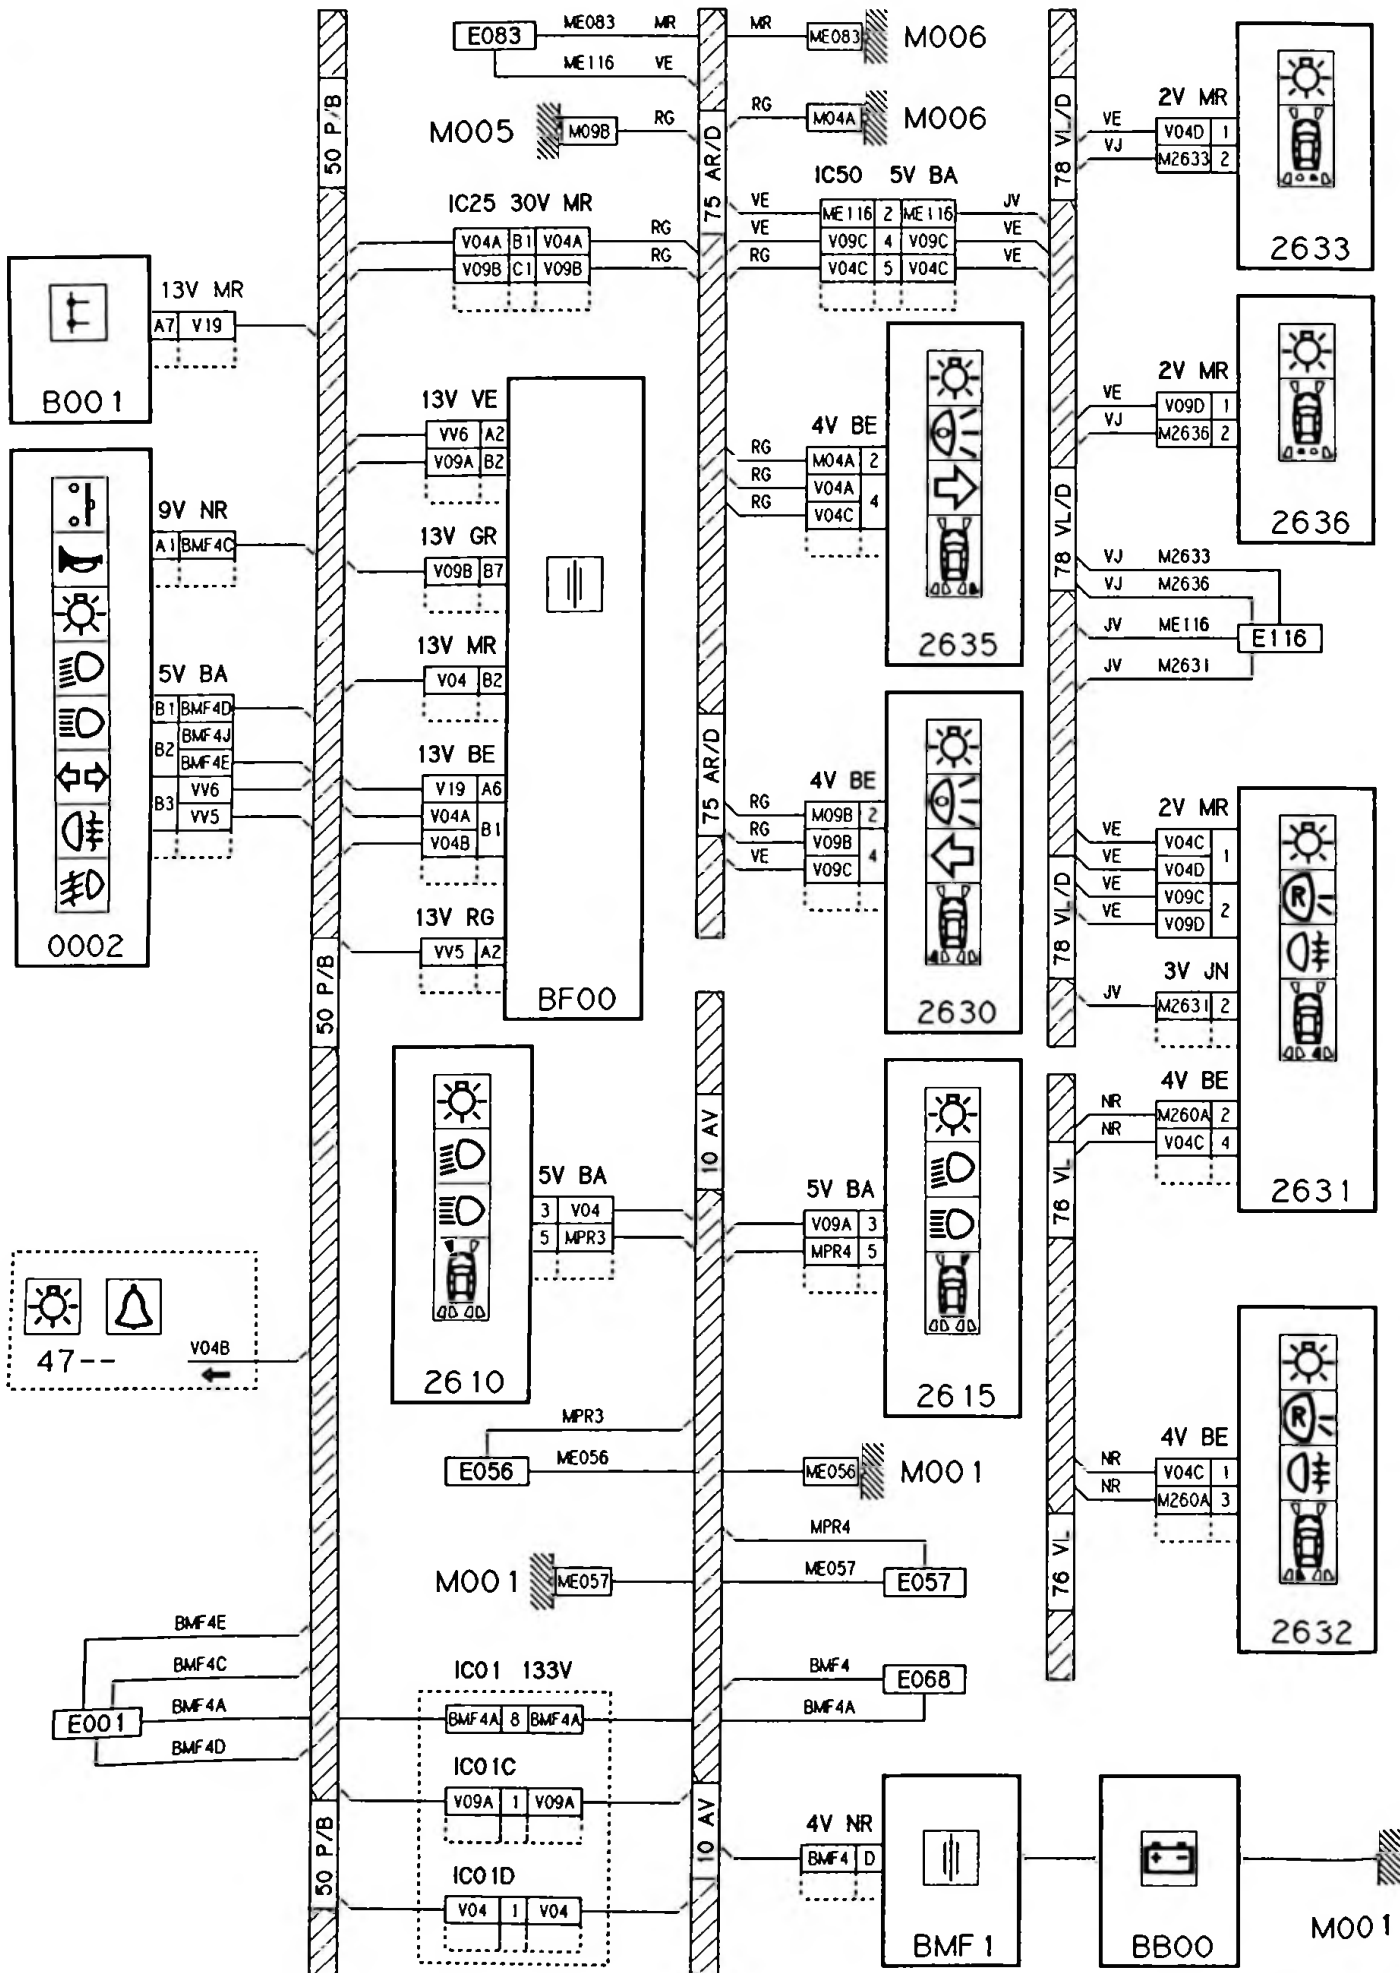 E083 ME083 MR MR ME083 M006
ME116 VE
M005 M09B RG RG M04A M006
50 P/B
75 AR/D
78 VL/D
2V MR
VE V04D 1
VJ M2633 2
2633
IC25 30V MR
V04A B1 V04A RG
V09B C1 V09B RG
IC50 5V BA
VE ME116 2 ME116 JV
VE V09C 4 V09C VE
RG V04C 5 V04C VE
13V MR
A7 V19
B001
2V MR
VE V09D 1
VJ M2636 2
2636
13V VE
VV6 A2
V09A B2
13V GR
V09B B7
13V MR
V04 B2
13V BE
V19 A6
V04A B1
V04B
13V RG
VV5 A2
BF00
9V NR
A1 BMF4C
5V BA
B1 BMF4D
B2 BMF4J
BMF4E
B3 VV6
VV5
0002
50 P/B
4V BE
RG M04A 2
RG V04A 4
RG V04C
2635
78 VL/D
VJ M2633
VJ M2636
JV ME116 E116
JV M2631
75 AR/D
4V BE
RG M09B 2
RG V09B 4
VE V09C
2630
78 VL/D
2V MR
VE V04C 1
VE V04D
VE V09C 2
VE V09D
3V JN
JV M2631 2
4V BE
NR M260A 2
NR V04C 4
R
2631
10 AV
76 VL
5V BA
3 V04
5 MPR3
2610
5V BA
V09A 3
MPR4 5
2615
47-- V04B
MPR3
E056 ME056 ME056 M001
MPR4
M001 ME057 ME057 E057
4V BE
NR V04C 1
NR M260A 3
R
2632
76 VL
BMF4E
BMF4C
E001 BMF4A
BMF4D
IC01 133V
BMF4A 8 BMF4A
BMF4 E068
BMF4A
IC01C
V09A 1 V09A
IC01D
V04 1 V04
50 P/B
10 AV
4V NR
BMF4 D
BMF1
+ -
BB00
M001